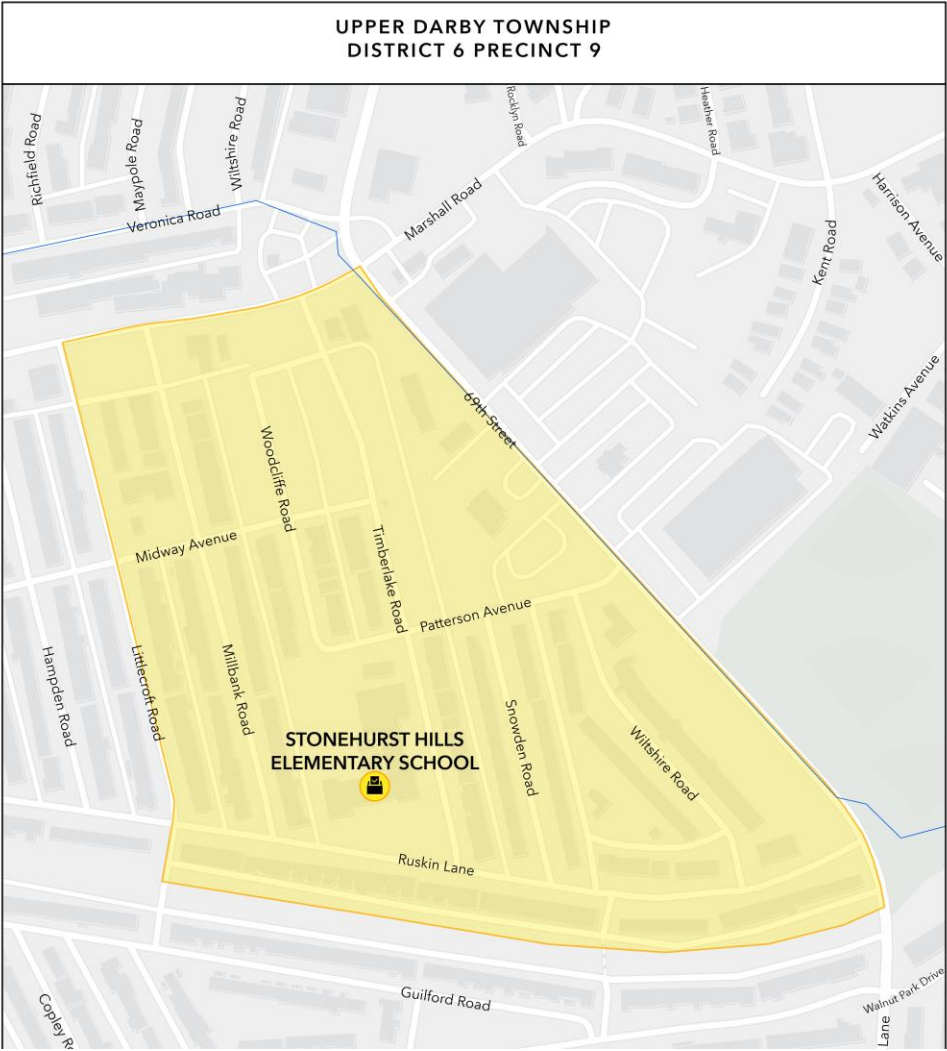 UPPER DARBY TOWNSHIP
DISTRICT 6 PRECINCT 9
Richfield Road
Maypole Road
Wiltshire Road
Rocklyn Road
Heather Road
Veronica Road
Marshall Road
Harrison Avenue
Kent Road
Watkins Avenue
69th Street
Woodcliffe Road
Midway Avenue
Timberlake Road
Patterson Avenue
Hampden Road
Littlecroft Road
Millbank Road
Snowden Road
Wiltshire Road
STONEHURST HILLS
ELEMENTARY SCHOOL
Ruskin Lane
Guilford Road
Copley R
Walnut Park Drive
Lane